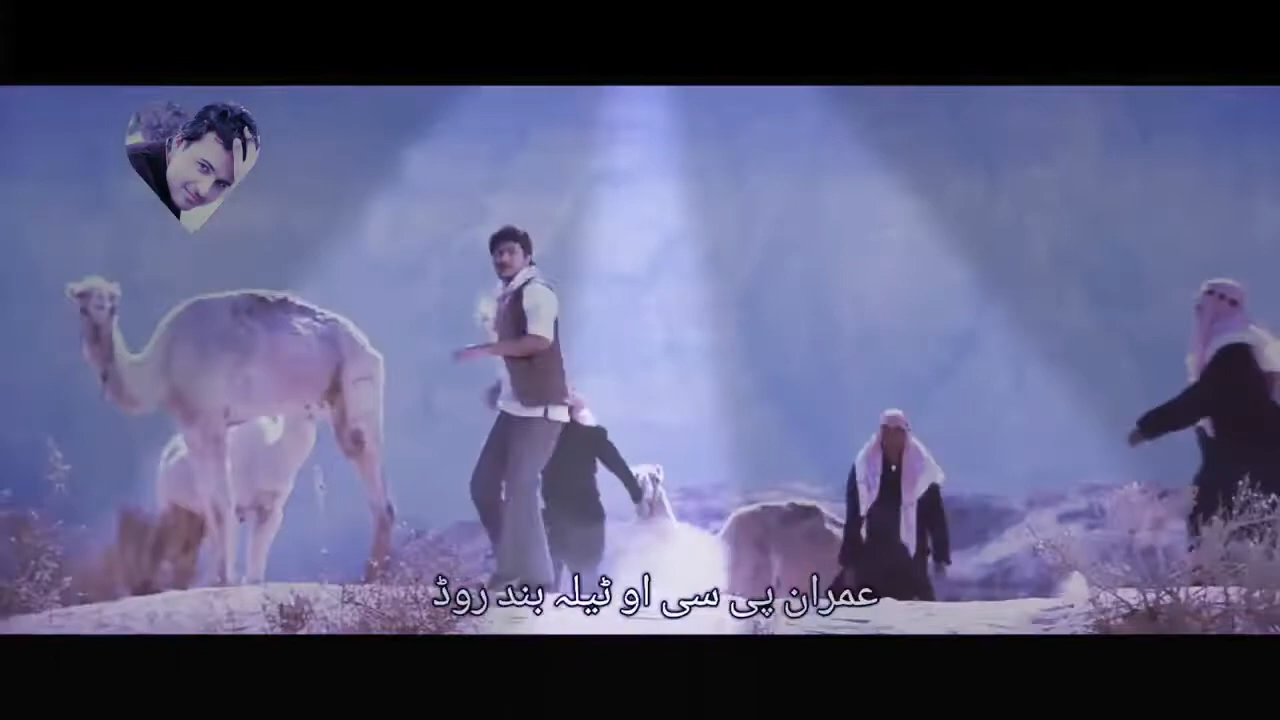 عمران پی سی او ٹیلہ بند روڈ